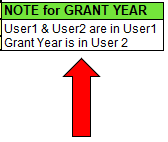 NOTE for GRANT YEAR
User1 & User2 are in User1
Grant Year is in User 2